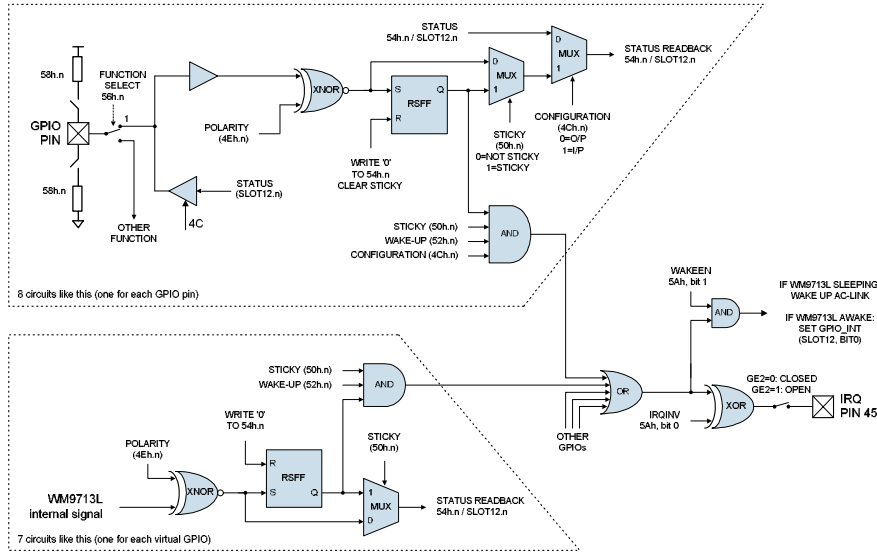 STATUS
54h.n / SLOT12.n
D
MUX
1
STATUS READBACK
54h.n / SLOT12.n
58h.n
FUNCTION
SELECT
56h.n
1
GPIO
PIN
58h.n
OTHER
FUNCTION
4C
STATUS
(SLOT12.n)
POLARITY
(4Eh.n)
XNOR
S
Q
RSFF
R
WRITE '0'
TO 54h.n
CLEAR STICKY
D
MUX
1
STICKY
(50h.n)
0=NOT STICKY
1=STICKY
CONFIGURATION
(4Ch.n)
0=O/P
1=I/P
STICKY (50h.n)
WAKE-UP (52h.n)
CONFIGURATION (4Ch.n)
AND
8 circuits like this (one for each GPIO pin)
WAKEEN
5Ah, bit 1
AND
IF WM9713L SLEEPING
WAKE UP AC-LINK
IF WM9713L AWAKE:
SET GPIO_INT
(SLOT12, BIT0)
STICKY (50h.n)
WAKE-UP (52h.n)
AND
OR
OTHER
GPIOs
IRQINV
5Ah, bit 0
XOR
GE2=0: CLOSED
GE2=1: OPEN
IRQ
PIN 45
WRITE '0'
TO 54h.n
POLARITY
(4Eh.n)
WM9713L
internal signal
XNOR
R
RSFF
S
Q
STICKY
(50h.n)
1
MUX
D
STATUS READBACK
54h.n / SLOT12.n
7 circuits like this (one for each virtual GPIO)